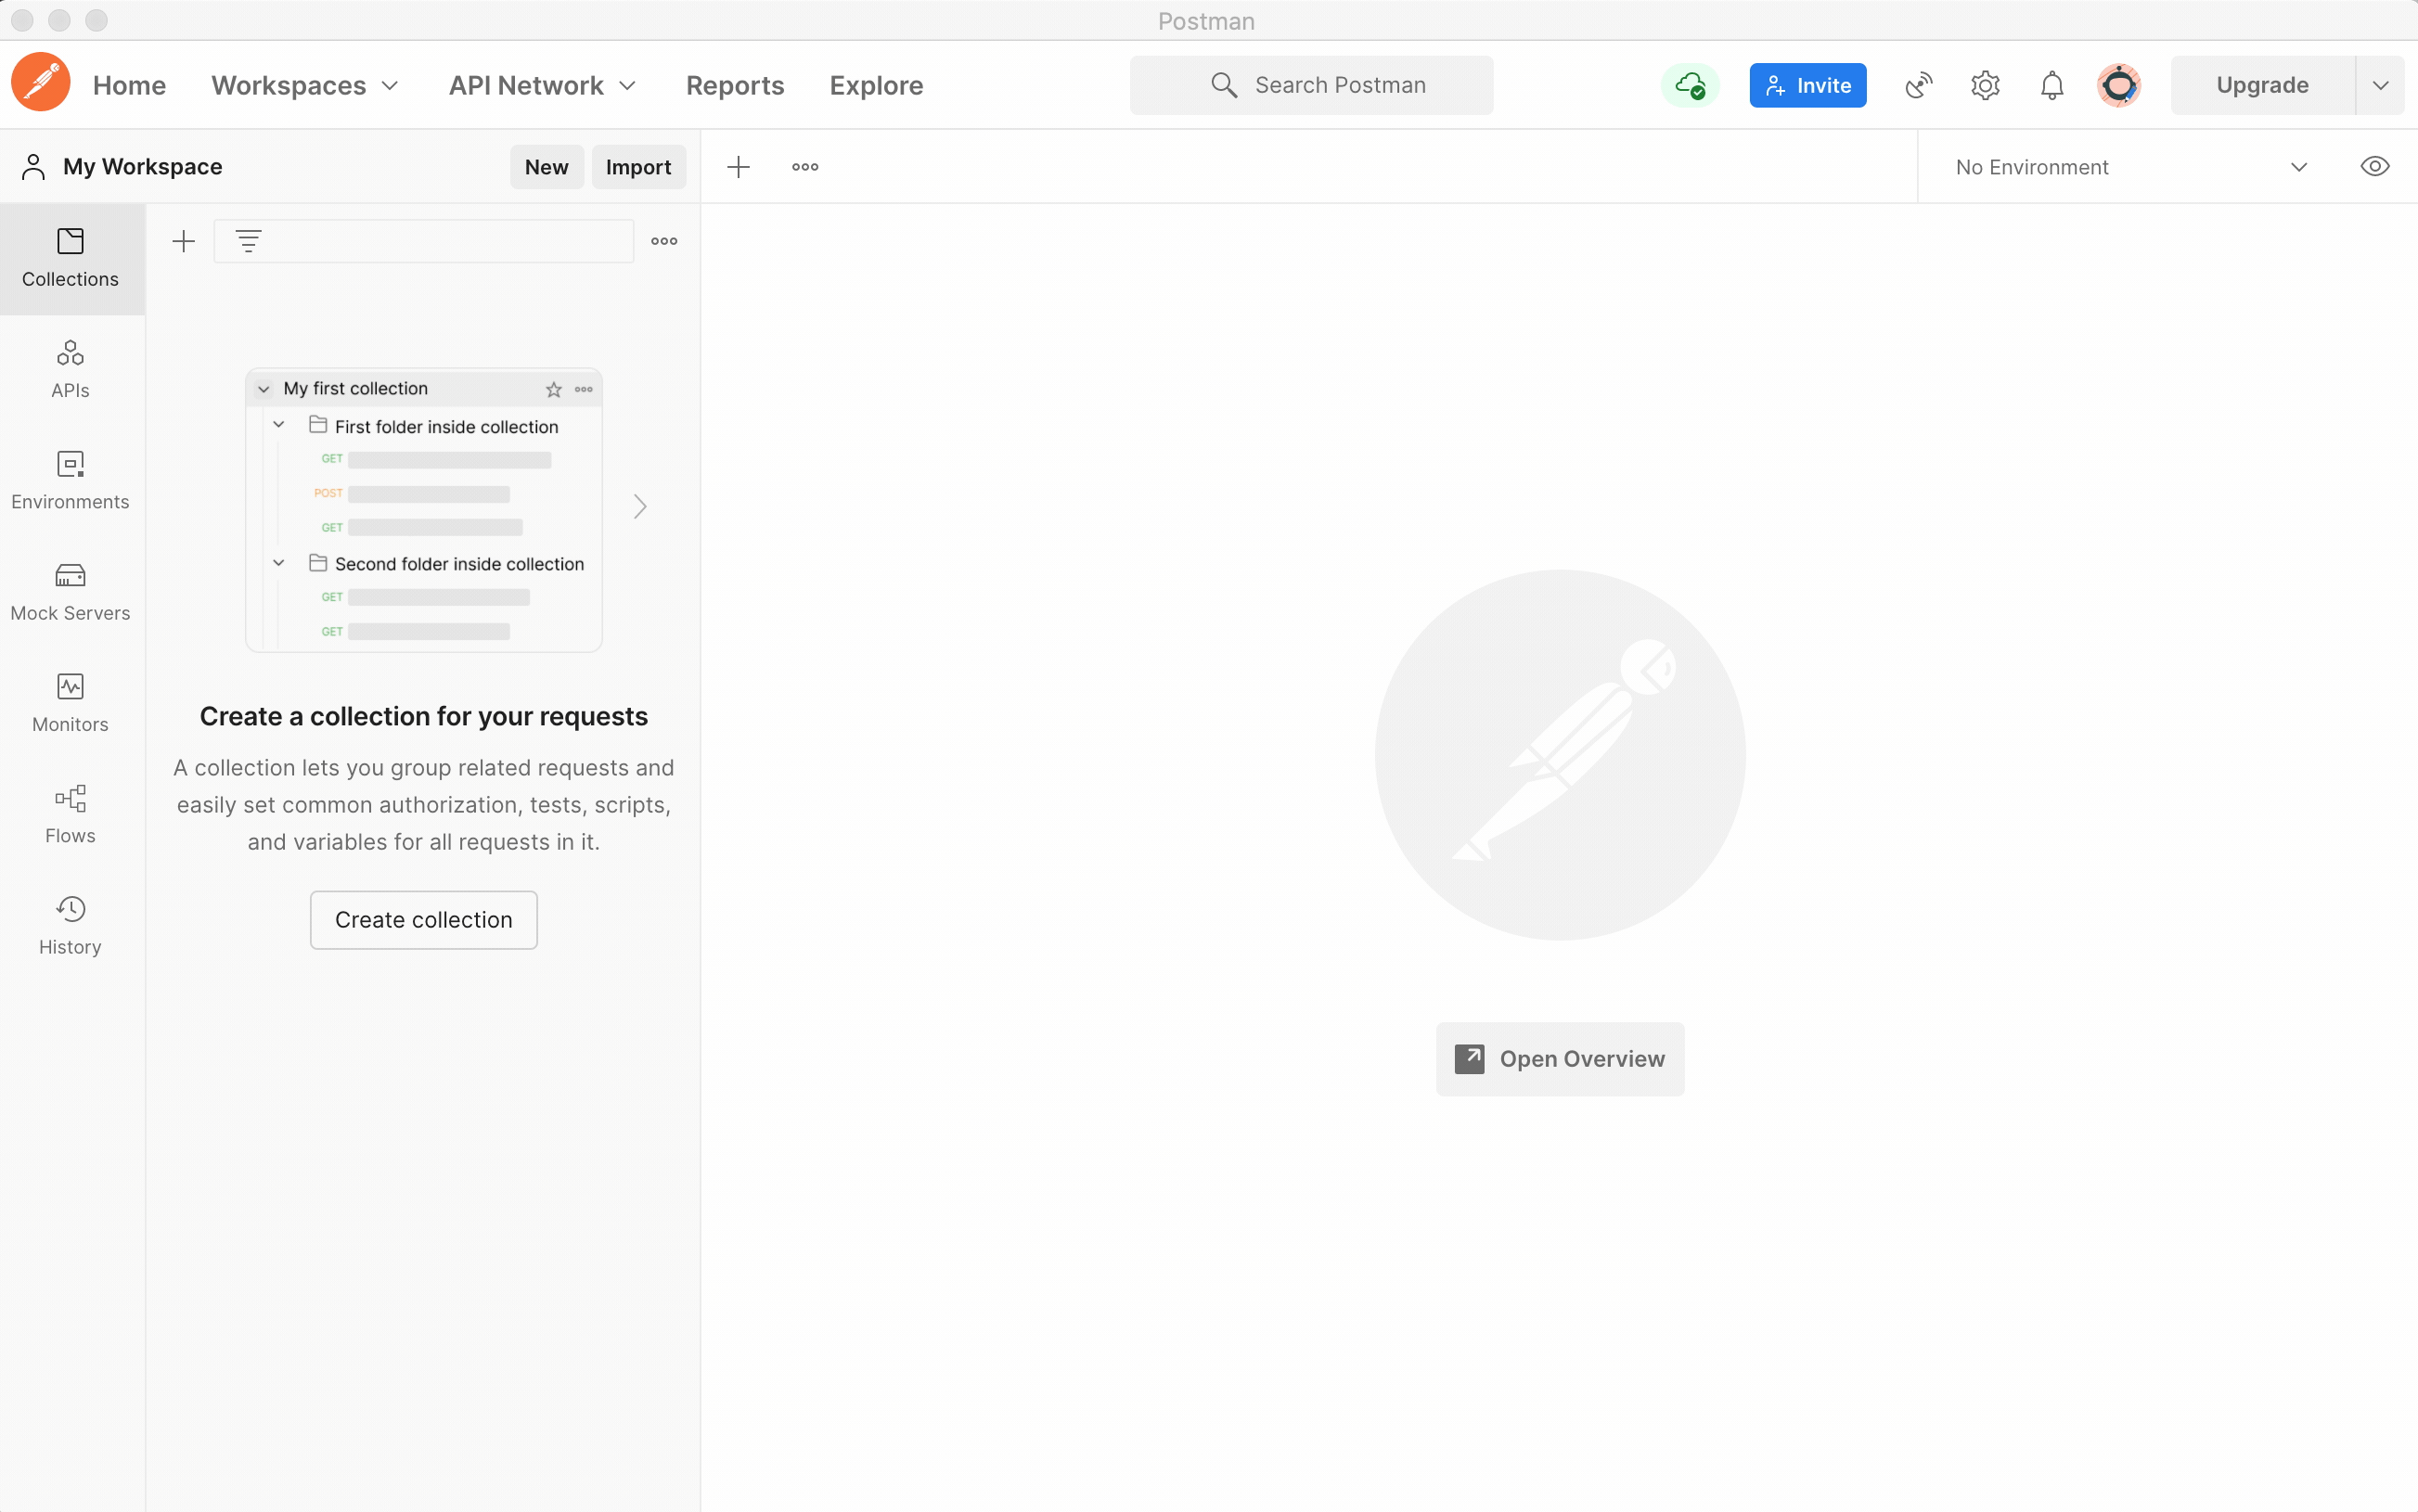 Postman
Home
Workspaces
API Network
Reports
Explore
Search Postman
Invite
Upgrade
My Workspace
New
Import
No Environment
Collections
APIs
Environments
Mock Servers
Monitors
Flows
History
My first collection
First folder inside collection
GET
POST
GET
Second folder inside collection
GET
GET
Create a collection for your requests
A collection lets you group related requests and
easily set common authorization, tests, scripts,
and variables for all requests in it.
Create collection
Open Overview